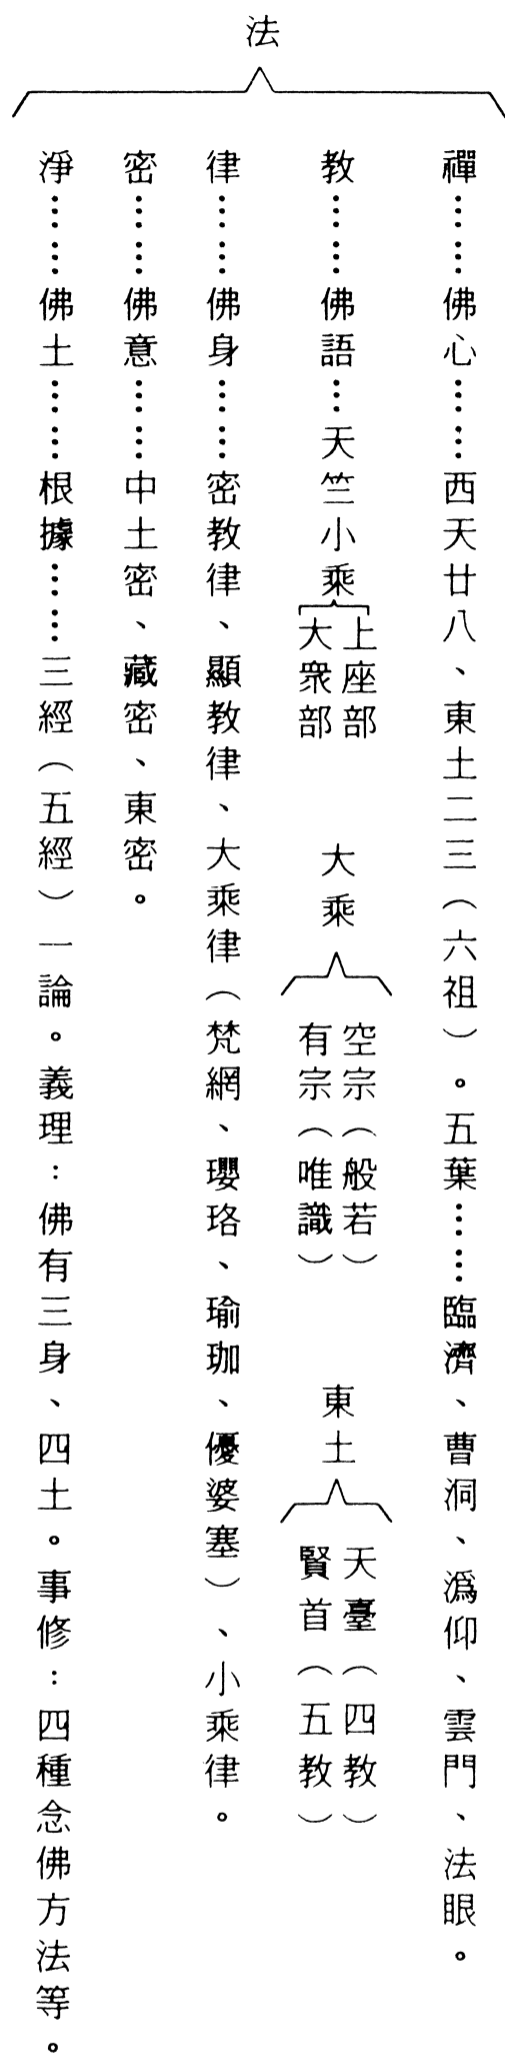 法
禪……佛心……西天廿八、東土二三（六祖）。五葉……臨濟、曹洞、潙仰、雲門、法眼。
教……佛語…天竺小乘
上座部
大衆部
大乘
空宗（般若）
有宗（唯識）
東土
天臺（四教）
賢首（五教）
律……佛身……密教律、顯教律、大乘律（梵網、瓔珞、瑜珈、優婆塞）、小乘律。
密……佛意……中土密、藏密、東密。
淨……佛土……根據……三經（五經）一論。義理：佛有三身、四土。事修：四種念佛方法等。